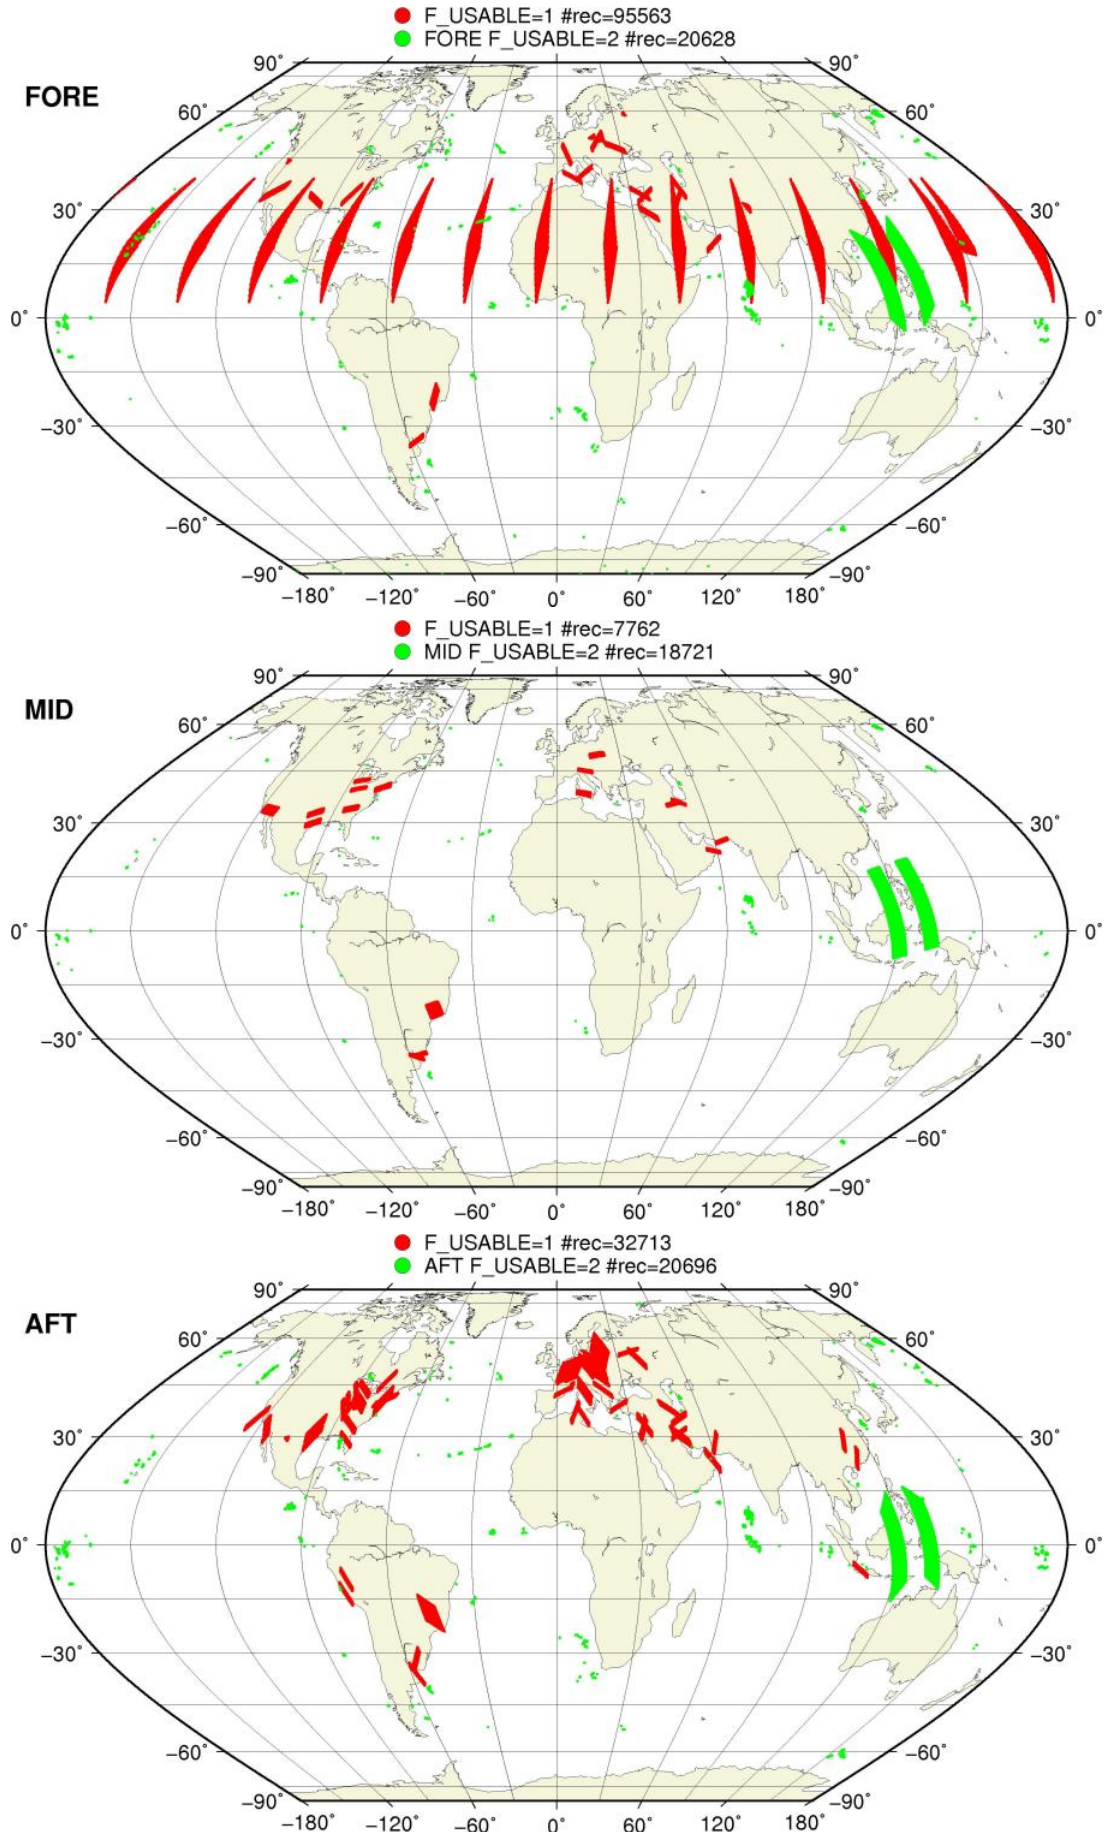 F_USABLE=1 #rec=95563
FORE F_USABLE=2 #rec=20628
FORE
90° 90°
60° 60°
30° 30°
0° 0°
−30° −30°
−60° −60°
−90° −90°
−180° −120° −60° 0° 60° 120° 180°
F_USABLE=1 #rec=7762
MID F_USABLE=2 #rec=18721
MID
90° 90°
60° 60°
30° 30°
0° 0°
−30° −30°
−60° −60°
−90° −90°
−180° −120° −60° 0° 60° 120° 180°
F_USABLE=1 #rec=32713
AFT F_USABLE=2 #rec=20696
AFT
90° 90°
60° 60°
30° 30°
0° 0°
−30° −30°
−60° −60°
−90° −90°
−180° −120° −60° 0° 60° 120° 180°